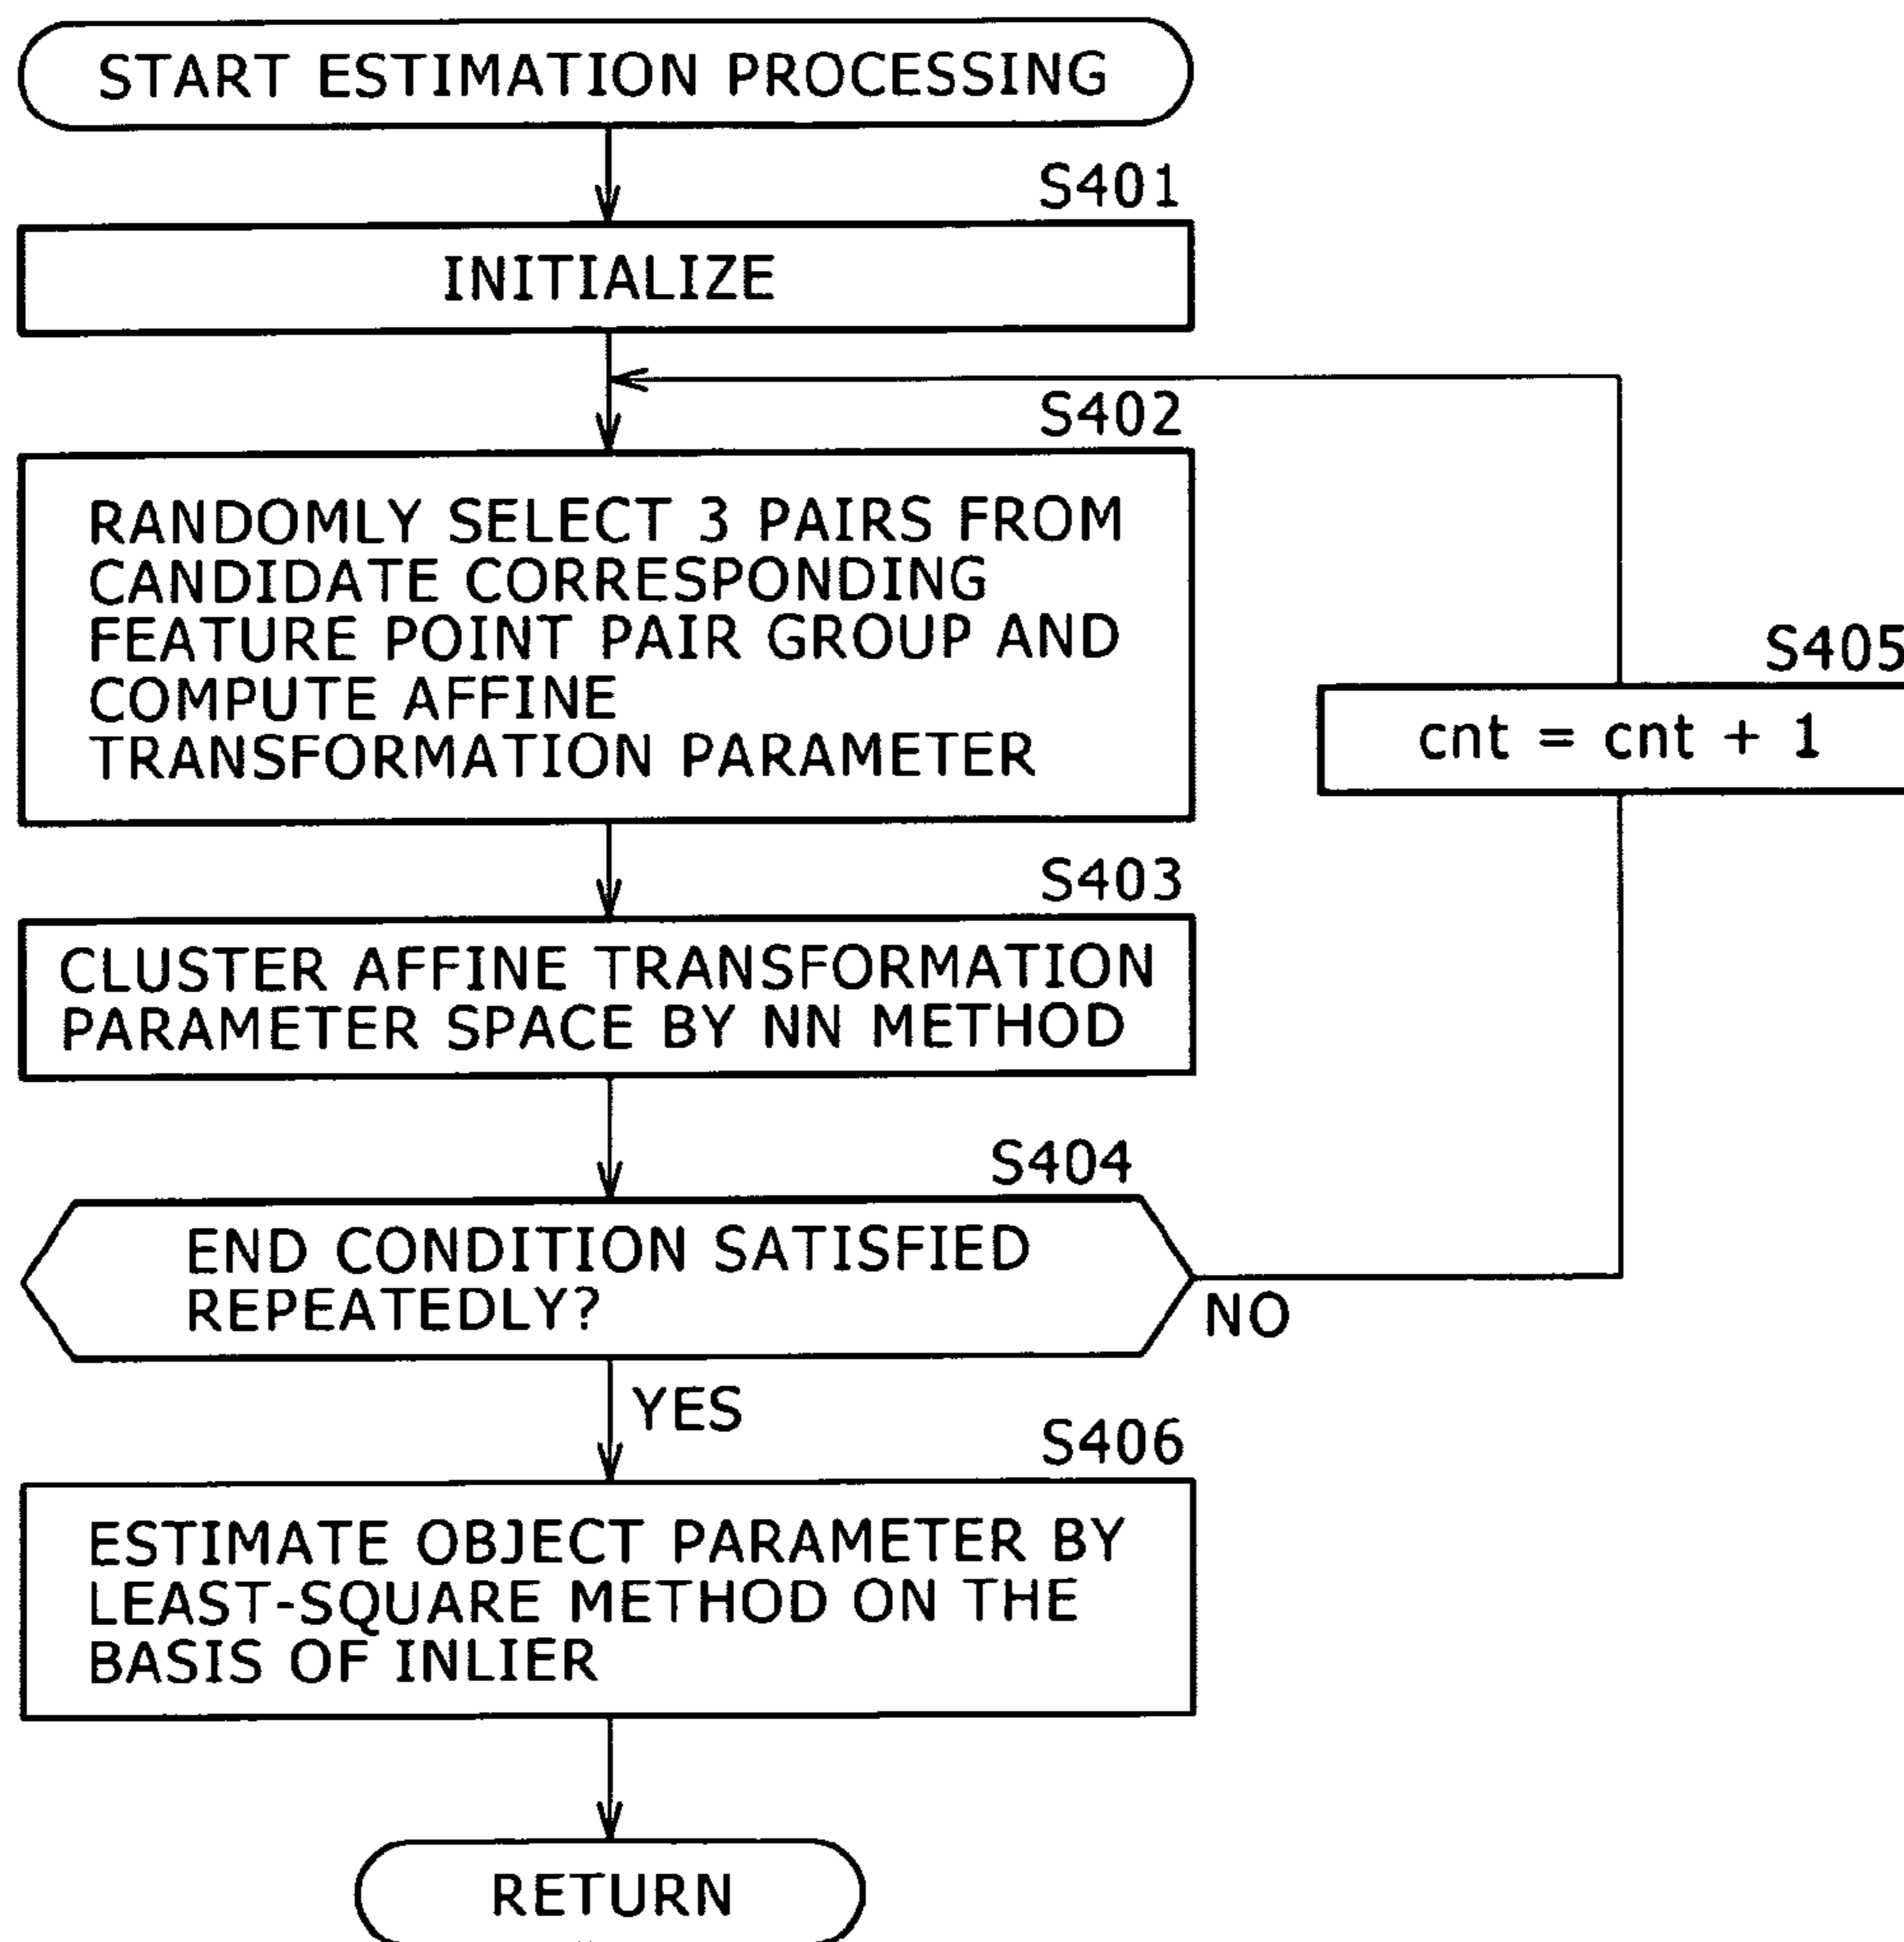 START ESTIMATION PROCESSING
S401
INITIALIZE
S402
RANDOMLY SELECT 3 PAIRS FROM
CANDIDATE CORRESPONDING
FEATURE POINT PAIR GROUP AND
COMPUTE AFFINE
TRANSFORMATION PARAMETER
S405
cnt = cnt + 1
S403
CLUSTER AFFINE TRANSFORMATION
PARAMETER SPACE BY NN METHOD
S404
END CONDITION SATISFIED
REPEATEDLY?
NO
YES
S406
ESTIMATE OBJECT PARAMETER BY
LEAST-SQUARE METHOD ON THE
BASIS OF INLIER
RETURN